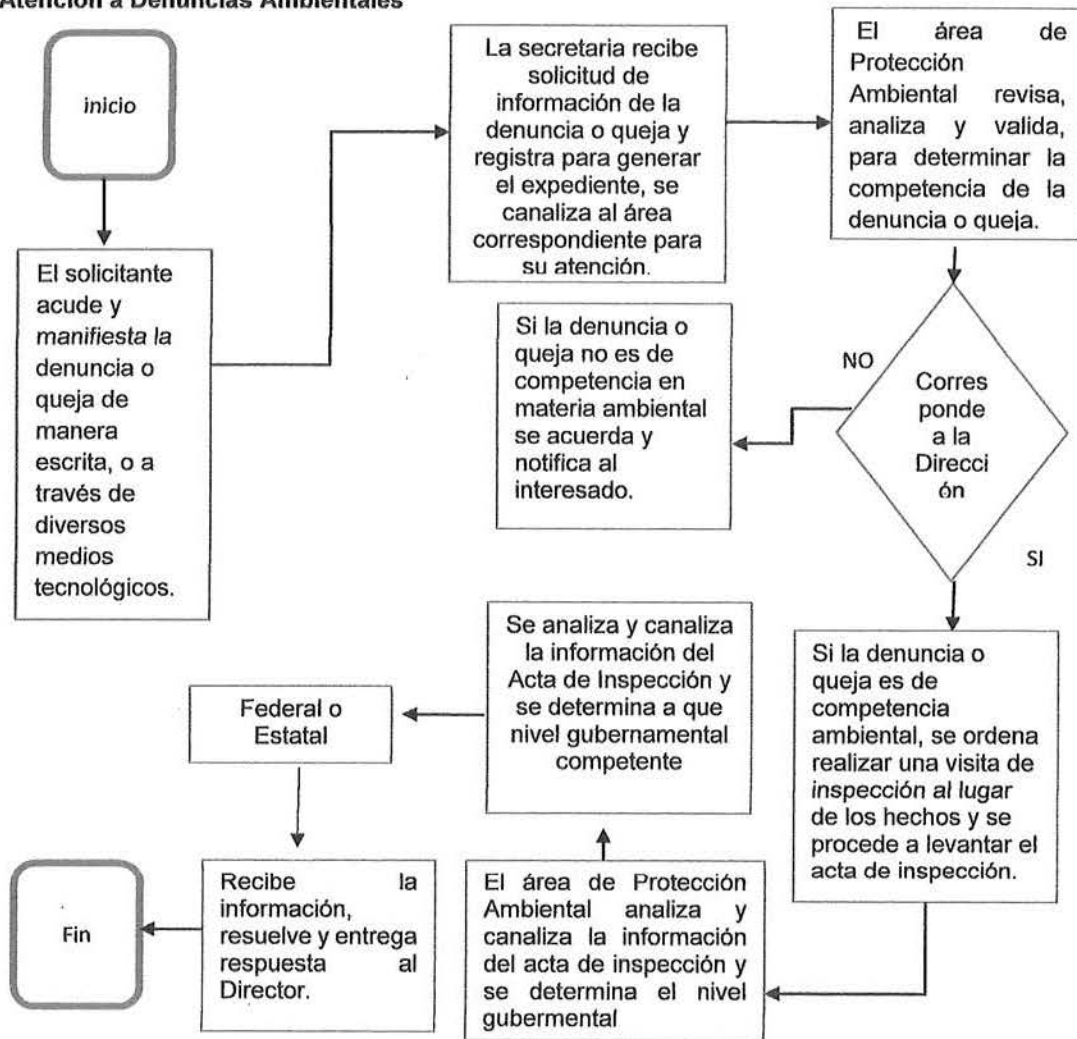 Atención a Denuncias Ambientales
inicio
El solicitante
acude y
manifiesta la
denuncia o
queja de
manera
escrita, o a
través de
diversos
medios
tecnológicos.
La secretaria recibe
solicitud de
información de la
denuncia o queja y
registra para generar
el expediente, se
canaliza al área
correspondiente para
su atención.
El área de
Protección
Ambiental revisa,
analiza y valida,
para determinar la
competencia de la
denuncia o queja.
Corres
ponde
a la
Direcci
ón
NO
Si la denuncia o
queja no es de
competencia en
materia ambiental
se acuerda y
notifica al
interesado.
SI
Si la denuncia o
queja es de
competencia
ambiental, se ordena
realizar una visita de
inspección al lugar
de los hechos y se
procede a levantar el
acta de inspección.
El área de Protección
Ambiental analiza y
canaliza la información
del acta de inspección y
se determina el nivel
gubermental
Se analiza y canaliza
la información del
Acta de Inspección y
se determina a que
nivel gubernamental
competente
Federal o
Estatal
Recibe la
información,
resuelve y entrega
respuesta al
Director.
Fin